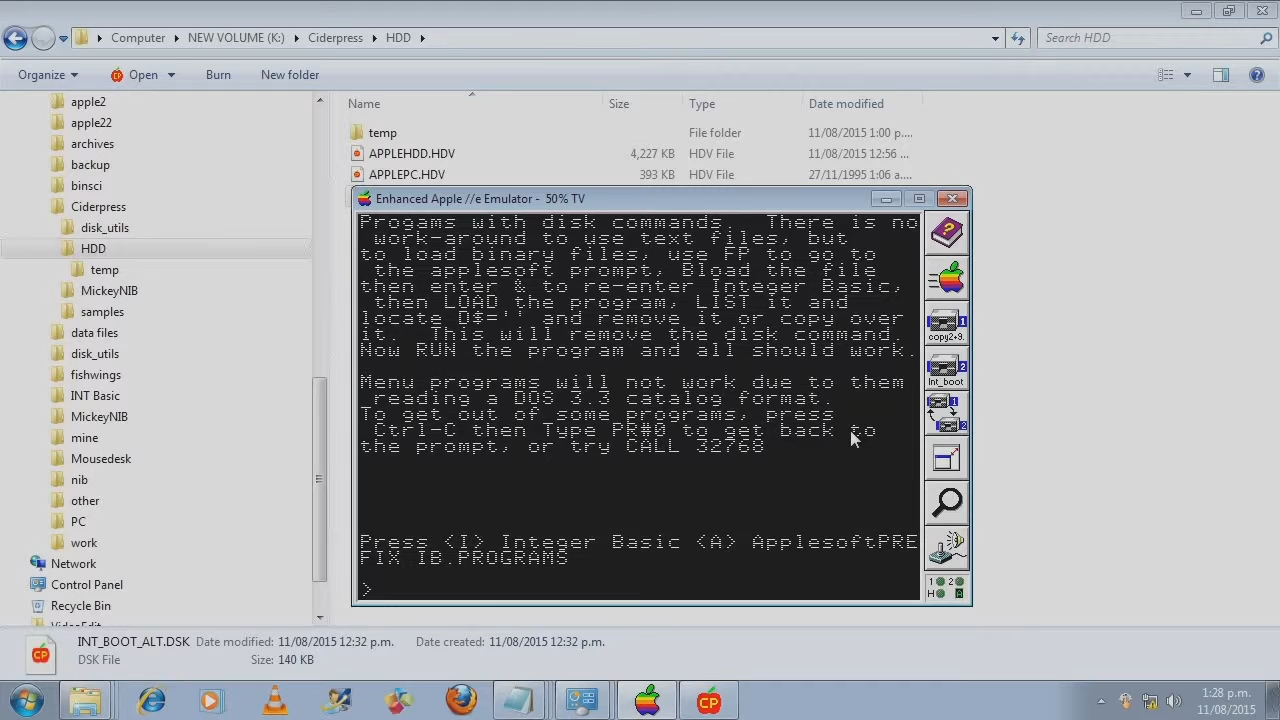 Computer NEW VOLUME (K:) Ciderpress HDD
Search HDD
Organize Open Burn New folder
apple2
apple22
archives
backup
binsci
Ciderpress
disk_utils
HDD
temp
MickeyNIB
samples
data files
disk_utils
fishwings
INT Basic
MickeyNIB
mine
Mousedesk
nib
other
PC
work
Network
Control Panel
Recycle Bin
VideoEdit
Name Size Type Date modified
temp File folder 11/08/2015 1:00 p....
APPLEHDD.HDV 4,227 KB HDV File 11/08/2015 12:56 ...
APPLEPC.HDV 393 KB HDV File 27/11/1995 1:06 a....
Enhanced Apple //e Emulator - 50% TV
Progams with disk commands. There is no
work-around to use text files, but
to load binary files, use FP to go to
the applesoft prompt, Bload the file
then enter & to re-enter Integer Basic,
then LOAD the program, LIST it and
locate D$='' and remove it or copy over
it. This will remove the disk command.
Now RUN the program and all should work.
Menu programs will not work due to them
reading a DOS 3.3 catalog format.
To get out of some programs, press
Ctrl-C then Type PR#0 to get back to
the prompt, or try CALL 32768
Press <I> Integer Basic <A> ApplesoftPRE
FIX IB.PROGRAMS
>
1
copy2+9.
2
Int_boot
1
2
1 2
H A
INT_BOOT_ALT.DSK Date modified: 11/08/2015 12:32 p.m. Date created: 11/08/2015 12:32 p.m.
DSK File Size: 140 KB
CP
1:28 p.m.
11/08/2015